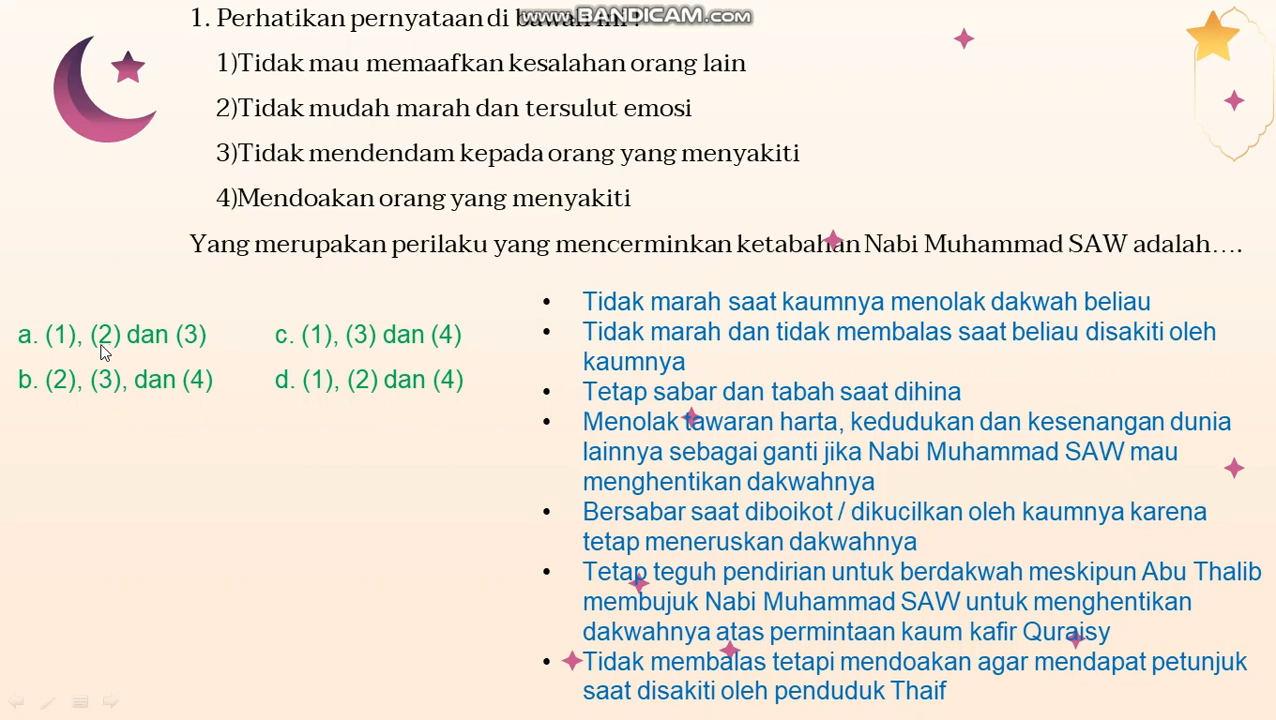 www.BANDICAM.com
1. Perhatikan pernyataan di bawah ini :
1)Tidak mau memaafkan kesalahan orang lain
2)Tidak mudah marah dan tersulut emosi
3)Tidak mendendam kepada orang yang menyakiti
4)Mendoakan orang yang menyakiti
Yang merupakan perilaku yang mencerminkan ketabahan Nabi Muhammad SAW adalah….
a. (1), (2) dan (3)
b. (2), (3), dan (4)
c. (1), (3) dan (4)
d. (1), (2) dan (4)
• Tidak marah saat kaumnya menolak dakwah beliau
• Tidak marah dan tidak membalas saat beliau disakiti oleh
kaumnya
• Tetap sabar dan tabah saat dihina
• Menolak tawaran harta, kedudukan dan kesenangan dunia
lainnya sebagai ganti jika Nabi Muhammad SAW mau
menghentikan dakwahnya
• Bersabar saat diboikot / dikucilkan oleh kaumnya karena
tetap meneruskan dakwahnya
• Tetap teguh pendirian untuk berdakwah meskipun Abu Thalib
membujuk Nabi Muhammad SAW untuk menghentikan
dakwahnya atas permintaan kaum kafir Quraisy
• Tidak membalas tetapi mendoakan agar mendapat petunjuk
saat disakiti oleh penduduk Thaif